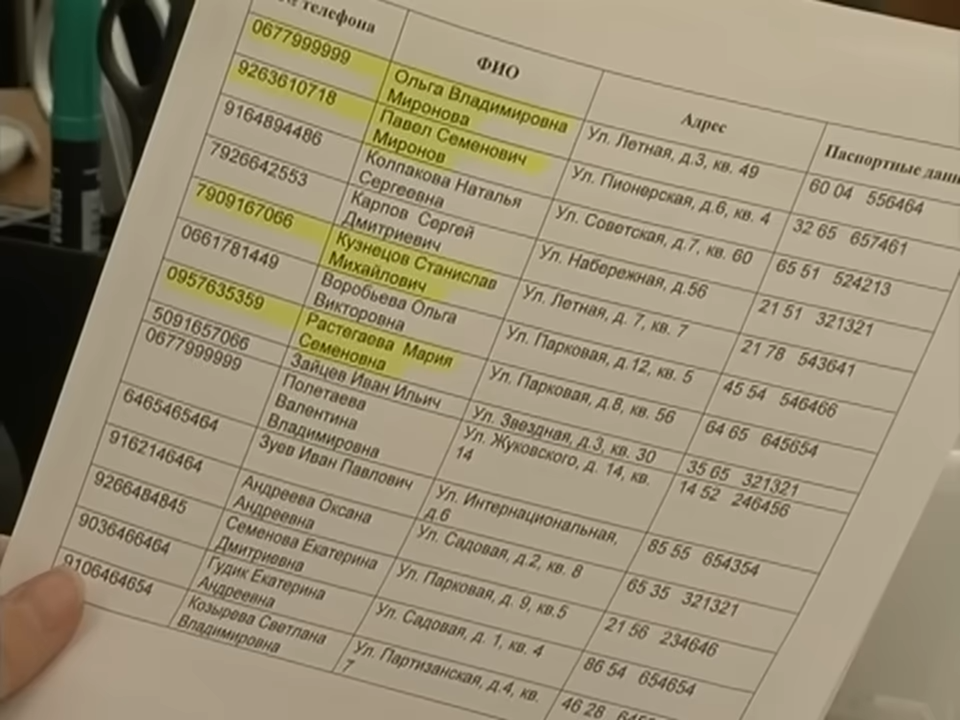 телефона ФИО Адрес Паспортные
0677999999 Ольга Владимировна Ул. Летная, д.3, кв. 49 60 04 556464
Миронова
9263610718 Павел Семенович Ул. Пионерская, д.6, кв. 4 32 65 657461
Миронов
9164894486 Колпакова Наталья Ул. Советская, д.7, кв. 60 65 51 524213
Сергеевна
7926642553 Карпов Сергей Ул. Набережная, д.56 21 51 321321
Дмитриевич
7909167066 Кузнецов Станислав Ул. Летная, д. 7, кв. 7 21 78 543641
Михайлович
0661781449 Воробьева Ольга Ул. Парковая, д.12, кв. 5 45 54 546466
Викторовна
0957635359 Растегаева Мария Ул. Парковая, д.8, кв. 56 64 65 645654
Семеновна
5091657066 Зайцев Иван Ильич Ул. Звездная, д.3, кв. 30 35 65 321321
0677999999 Полетаева Ул. Жуковского, д. 14, кв. 14 52 246456
Валентина 14
Владимировна
6465465464 Зуев Иван Павлович Ул. Интернациональная, 85 55 654354
д.6
9162146464 Андреева Оксана Ул. Садовая, д.2, кв. 8 65 35 321321
Андреевна
9266484845 Семенова Екатерина Ул. Парковая, д. 9, кв.5 21 56 234646
Дмитриевна
9036466464 Гудик Екатерина Ул. Садовая, д. 1, кв. 4 86 54 654654
Андреевна
9106464654 Козырева Светлана Ул. Партизанская, д.4, кв. 46 28
Владимировна 7